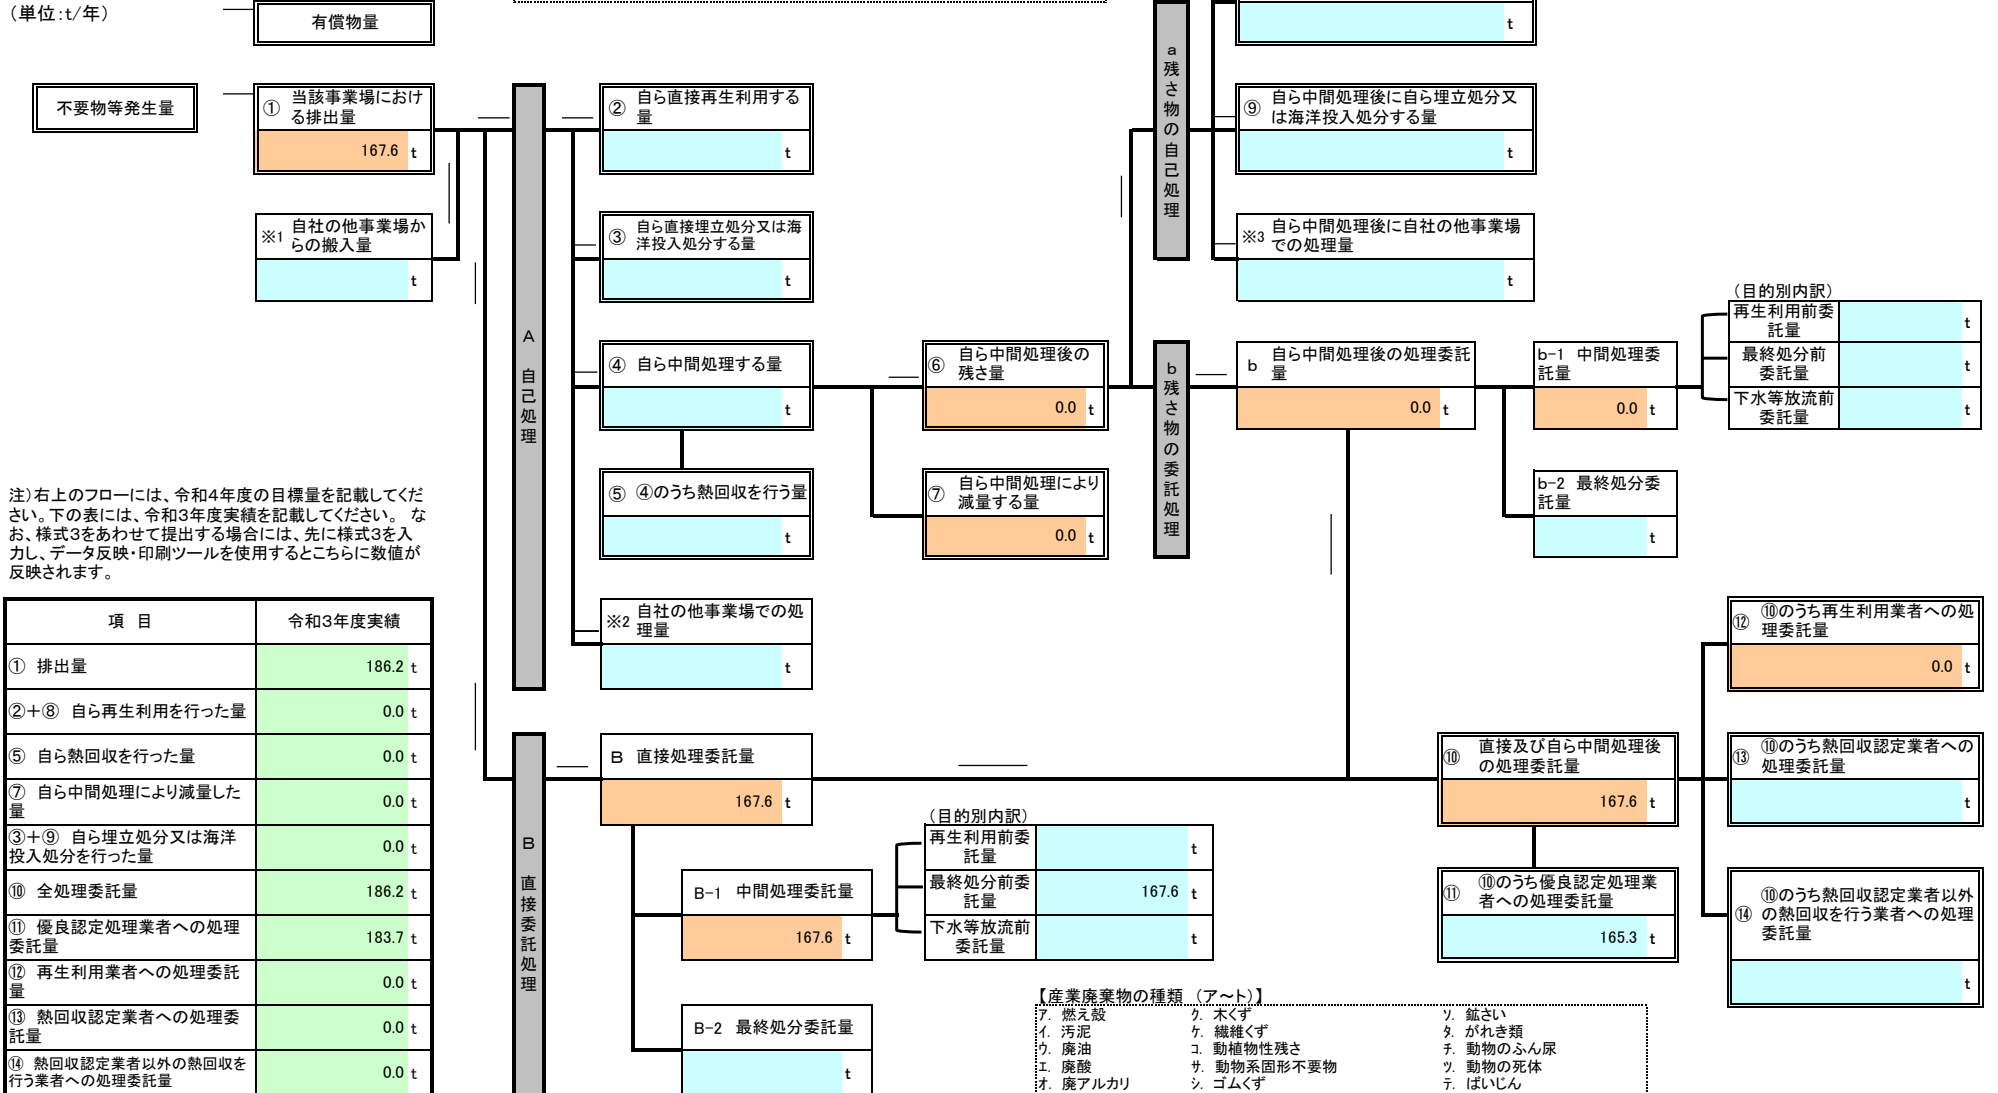 （単位:t/年）
有償物量
t
不要物等発生量
① 当該事業場におけ
る排出量
167.6 t
※1 自社の他事業場か
らの搬入量
t
A 自己処理
② 自ら直接再生利用する
量
t
③ 自ら直接埋立処分又は海
洋投入処分する量
t
④ 自ら中間処理する量
t
⑤ ④のうち熱回収を行う量
t
※2 自社の他事業場での処
理量
t
⑥ 自ら中間処理後の
残さ量
0.0 t
⑦ 自ら中間処理により
減量する量
0.0 t
a 残さ物の自己処理
⑨ 自ら中間処理後に自ら埋立処分又
は海洋投入処分する量
t
※3 自ら中間処理後に自社の他事業場
での処理量
t
b 残さ物の委託処理
b 自ら中間処理後の処理委託
量
0.0 t
b-1 中間処理委
託量
0.0 t
b-2 最終処分委
託量
t
（目的別内訳）
再生利用前委
託量
t
最終処分前
委託量
t
下水等放流前
委託量
t
注）右上のフローには、令和4年度の目標量を記載してくだ
さい。下の表には、令和3年度実績を記載してください。 な
お、様式3をあわせて提出する場合には、先に様式3を入
力し、データ反映・印刷ツールを使用するとこちらに数値が
反映されます。
項 目 令和3年度実績
① 排出量 186.2 t
②＋⑧ 自ら再生利用を行った量 0.0 t
⑤ 自ら熱回収を行った量 0.0 t
⑦ 自ら中間処理により減量した
量 0.0 t
③＋⑨ 自ら埋立処分又は海洋
投入処分を行った量 0.0 t
⑩ 全処理委託量 186.2 t
⑪ 優良認定処理業者への処理
委託量 183.7 t
⑫ 再生利用業者への処理委託
量 0.0 t
⑬ 熱回収認定業者への処理委
託量 0.0 t
⑭ 熱回収認定業者以外の熱回収を
行う業者への処理委託量 0.0 t
B 直接委託処理
B 直接処理委託量
167.6 t
B-1 中間処理委託量
167.6 t
B-2 最終処分委託量
t
（目的別内訳）
再生利用前委
託量
t
最終処分前委
託量
167.6 t
下水等放流前
委託量
t
⑩ 直接及び自ら中間処理後
の処理委託量
167.6 t
⑪ ⑩のうち優良認定処理業
者への処理委託量
165.3 t
⑫ ⑩のうち再生利用業者への処
理委託量
0.0 t
⑬ ⑩のうち熱回収認定業者への
処理委託量
t
⑭ ⑩のうち熱回収認定業者以外
の熱回収を行う業者への処理
委託量
t
【産業廃棄物の種類 （ア～ト）】
ア. 燃え殻 ク. 木くず ソ. 鉱さい
イ. 汚泥 ケ. 繊維くず タ. がれき類
ウ. 廃油 コ. 動植物性残さ チ. 動物のふん尿
エ. 廃酸 サ. 動物系固形不要物 ツ. 動物の死体
オ. 廃アルカリ シ. ゴムくず テ. ばいじん